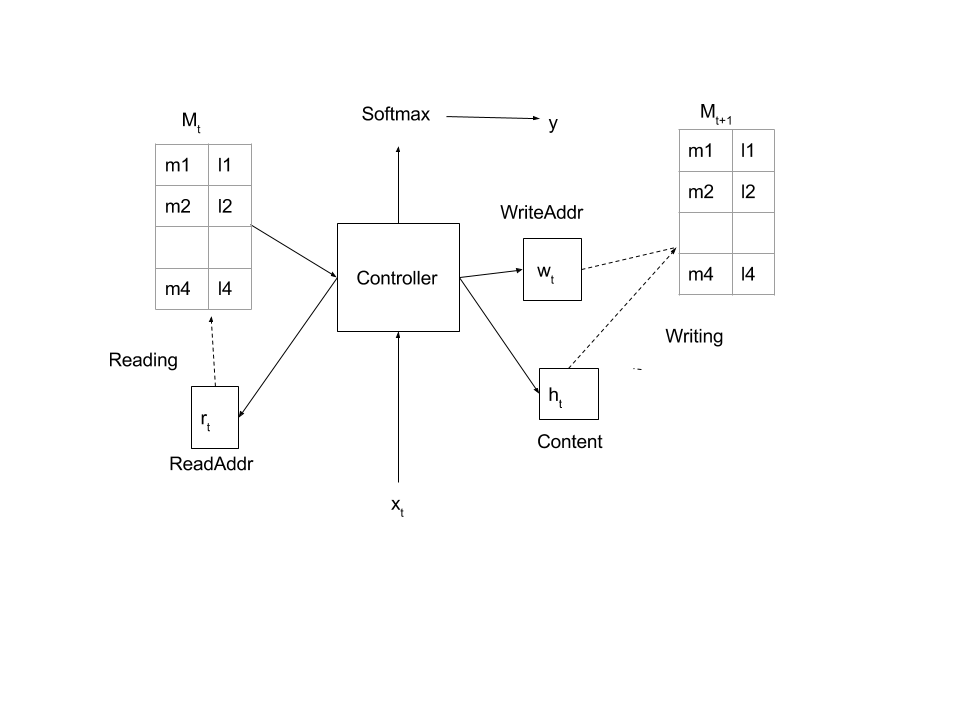 Softmax
y
M_t
m1 l1
m2 l2
m4 l4
M_t+1
m1 l1
m2 l2
m4 l4
WriteAddr
w_t
Controller
Writing
Reading
r_t
ReadAddr
h_t
Content
x_t